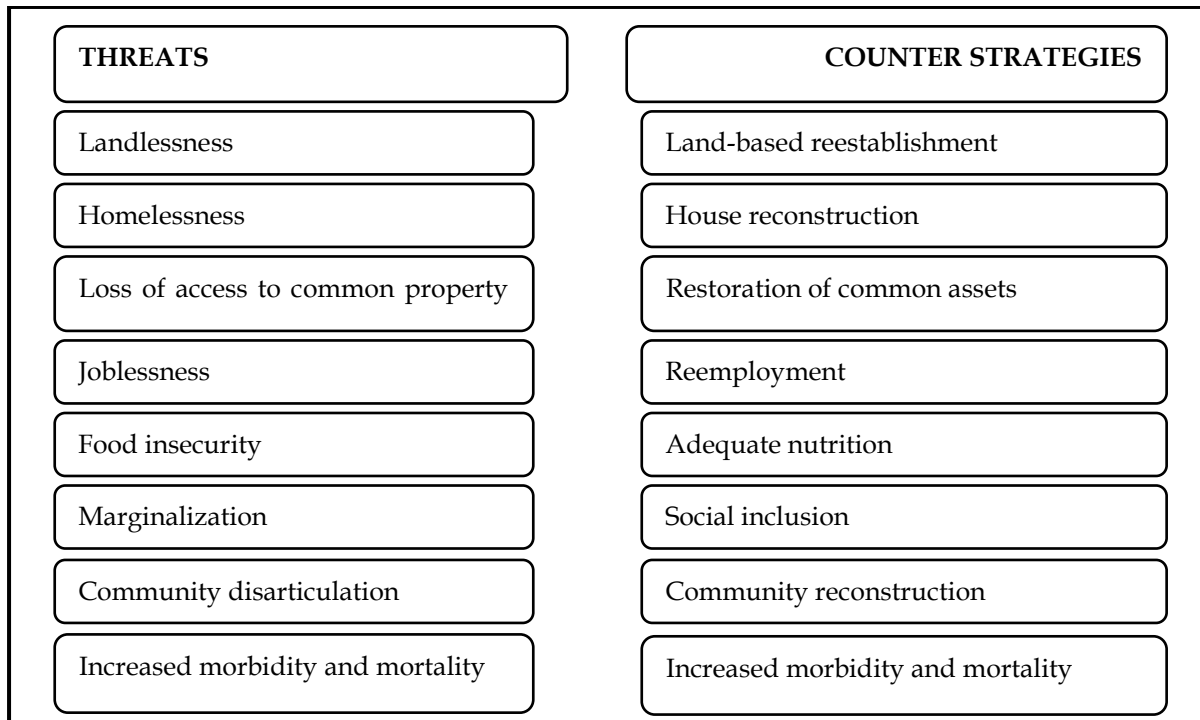 THREATS
COUNTER STRATEGIES
Landlessness
Land-based reestablishment
Homelessness
House reconstruction
Loss of access to common property
Restoration of common assets
Joblessness
Reemployment
Food insecurity
Adequate nutrition
Marginalization
Social inclusion
Community disarticulation
Community reconstruction
Increased morbidity and mortality
Increased morbidity and mortality